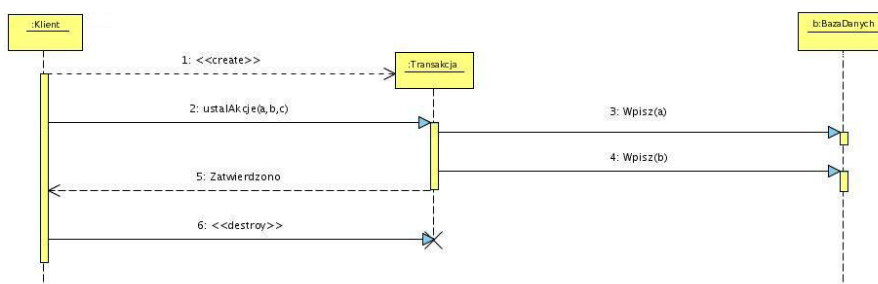 :Klient
b:BazaDanych
1: <<create>>
:Transakcja
2: ustalAkcje(a,b,c)
3: Wpisz(a)
4: Wpisz(b)
5: Zatwierdzono
6: <<destroy>>